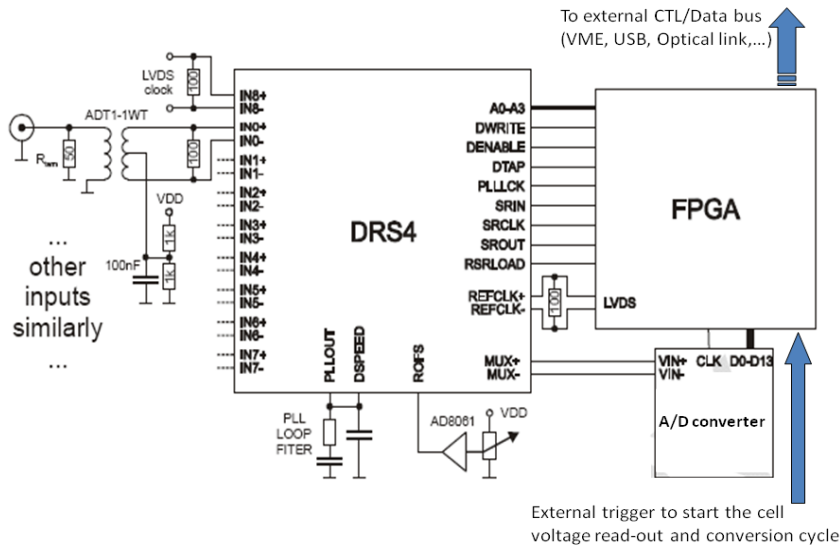 To external CTL/Data bus
(VME, USB, Optical link,...)
LVDS
clock
100
ADT1-1WT
Rterm
50
100
VDD
1k
1k
100nF
...
other
inputs
similarly
...
IN8+
IN8-
IN0+
IN0-
IN1+
IN1-
IN2+
IN2-
IN3+
IN3-
IN4+
IN4-
IN5+
IN5-
IN6+
IN6-
IN7+
IN7-
DRS4
A0-A3
DWRITE
DENABLE
DTAP
PLLLCK
SRIN
SRCLK
SROUT
RSRLOAD
REFCLK+
REFCLK-
MUX+
MUX-
PLLOUT
DSPEED
ROFS
100
LVDS
FPGA
VIN+ CLK D0-D13
VIN-
A/D converter
PLL
LOOP
FITER
AD8061
VDD
External trigger to start the cell
voltage read-out and conversion cycle